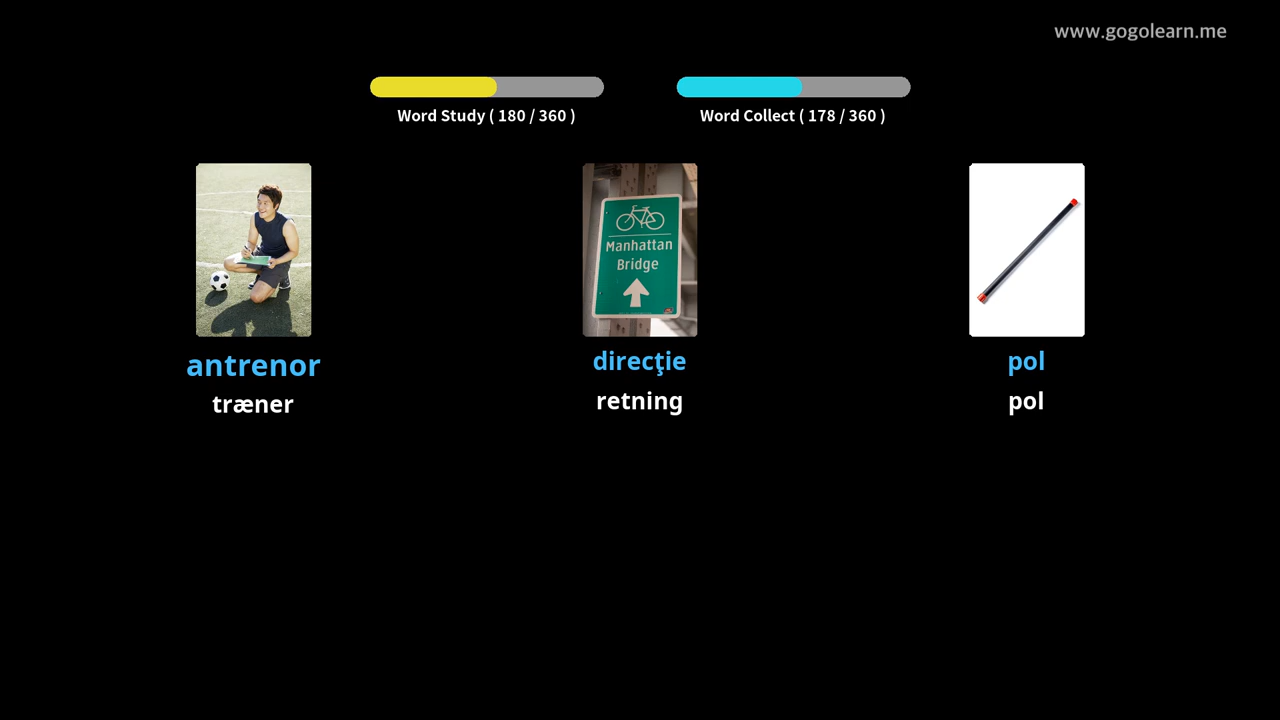 www.gogolearn.me
Word Study ( 180 / 360 )
Word Collect ( 178 / 360 )
Manhattan
Bridge
antrenor
direcţie
pol
træner
retning
pol